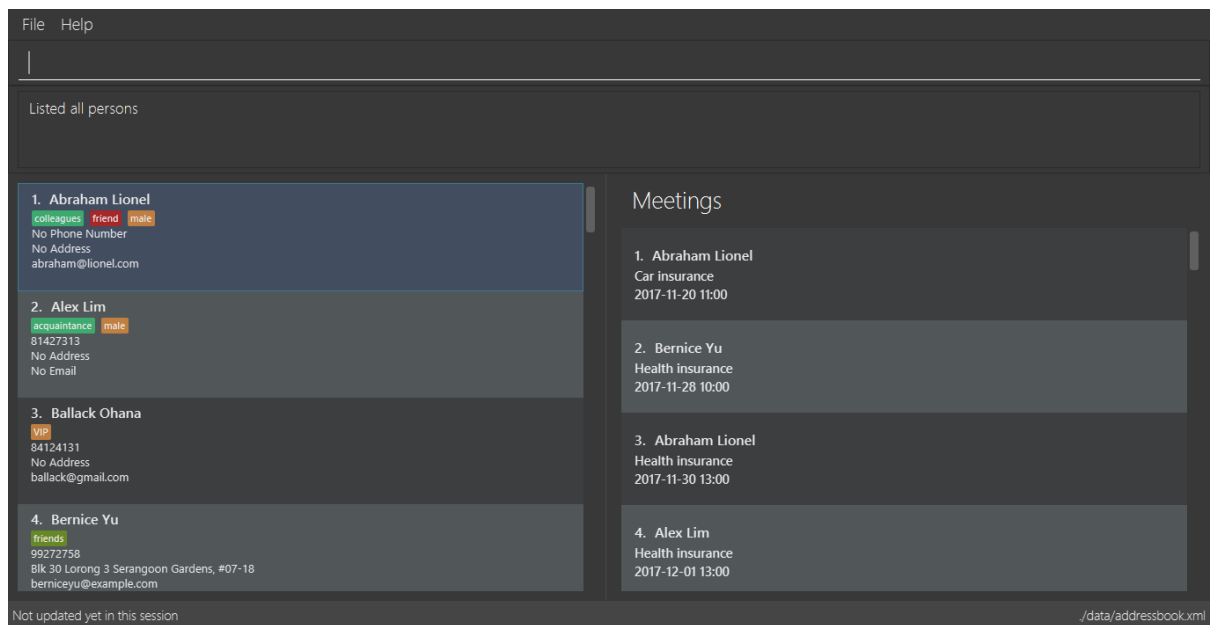 File Help
Listed all persons
1. Abraham Lionel
colleagues friend male
No Phone Number
No Address
abraham@lionel.com
2. Alex Lim
acquaintance male
81427313
No Address
No Email
3. Ballack Ohana
VIP
84124131
No Address
ballack@gmail.com
4. Bernice Yu
friends
99272758
Blk 30 Lorong 3 Serangoon Gardens, #07-18
berniceyu@example.com
Meetings
1. Abraham Lionel
Car insurance
2017-11-20 11:00
2. Bernice Yu
Health insurance
2017-11-28 10:00
3. Abraham Lionel
Health insurance
2017-11-30 13:00
4. Alex Lim
Health insurance
2017-12-01 13:00
Not updated yet in this session
./data/addressbook.xml